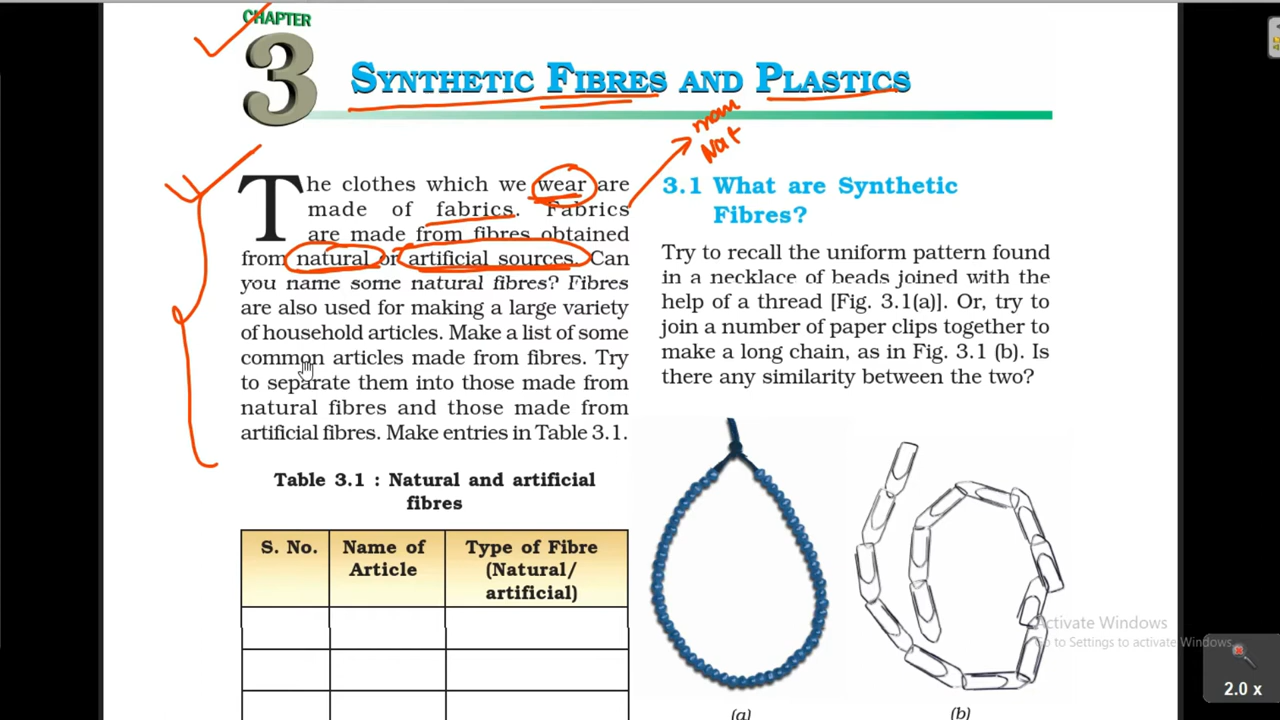 CHAPTER
3
SYNTHETIC FIBRES AND PLASTICS
The clothes which we wear are
made of fabrics. Fabrics
are made from fibres obtained
from natural or artificial sources. Can
you name some natural fibres? Fibres
are also used for making a large variety
of household articles. Make a list of some
common articles made from fibres. Try
to separate them into those made from
natural fibres and those made from
artificial fibres. Make entries in Table 3.1.
Table 3.1 : Natural and artificial
fibres
S. No.
Name of
Article
Type of Fibre
(Natural/
artificial)
Nat
3.1 What are Synthetic
Fibres?
Try to recall the uniform pattern found
in a necklace of beads joined with the
help of a thread [Fig. 3.1(a)]. Or, try to
join a number of paper clips together to
make a long chain, as in Fig. 3.1 (b). Is
there any similarity between the two?
(a)
(b)
Activate Windows
Go to Settings to activate Windows.
2.0 x